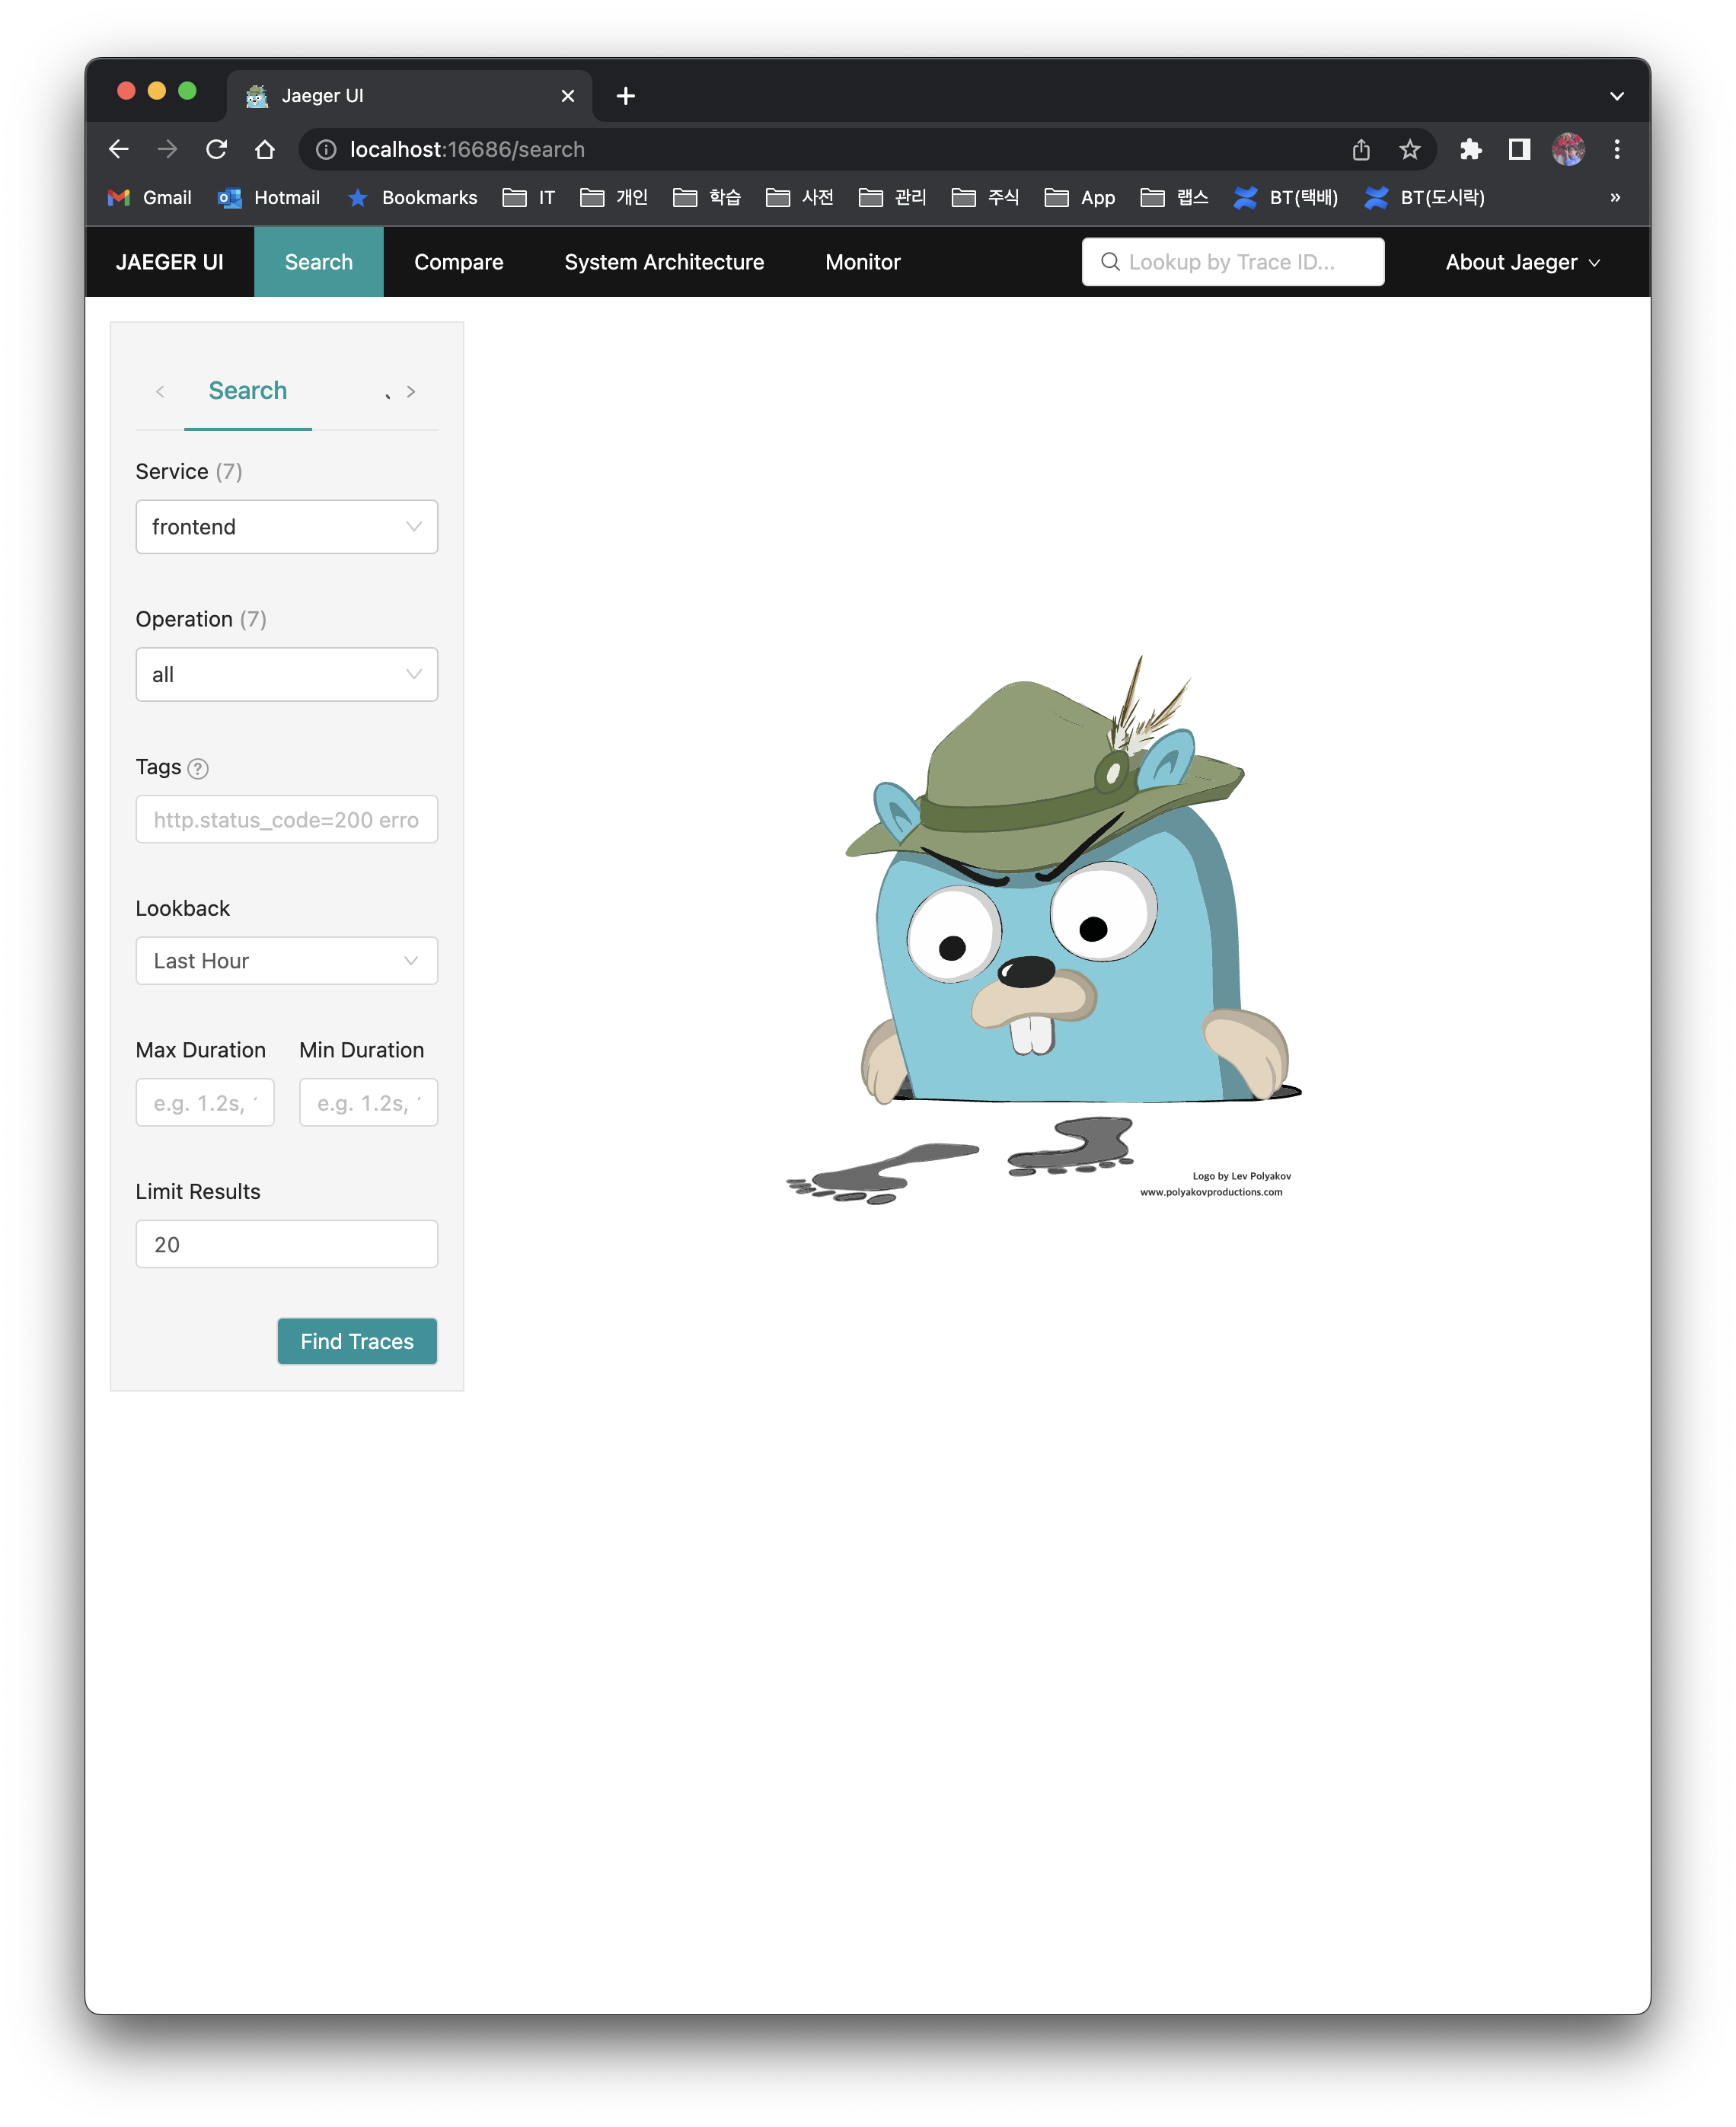 Jaeger UI
localhost:16686/search
Gmail Hotmail Bookmarks IT 개인 학습 사전 관리 주식 App 랩스 BT(택배) BT(도시락) »
JAEGER UI Search Compare System Architecture Monitor Lookup by Trace ID... About Jaeger
Search
Service (7)
frontend
Operation (7)
all
Tags ?
http.status_code=200 erro
Lookback
Last Hour
Max Duration Min Duration
e.g. 1.2s, e.g. 1.2s,
Limit Results
20
Find Traces
Logo by Lev Polyakov
www.polyakovproductions.com